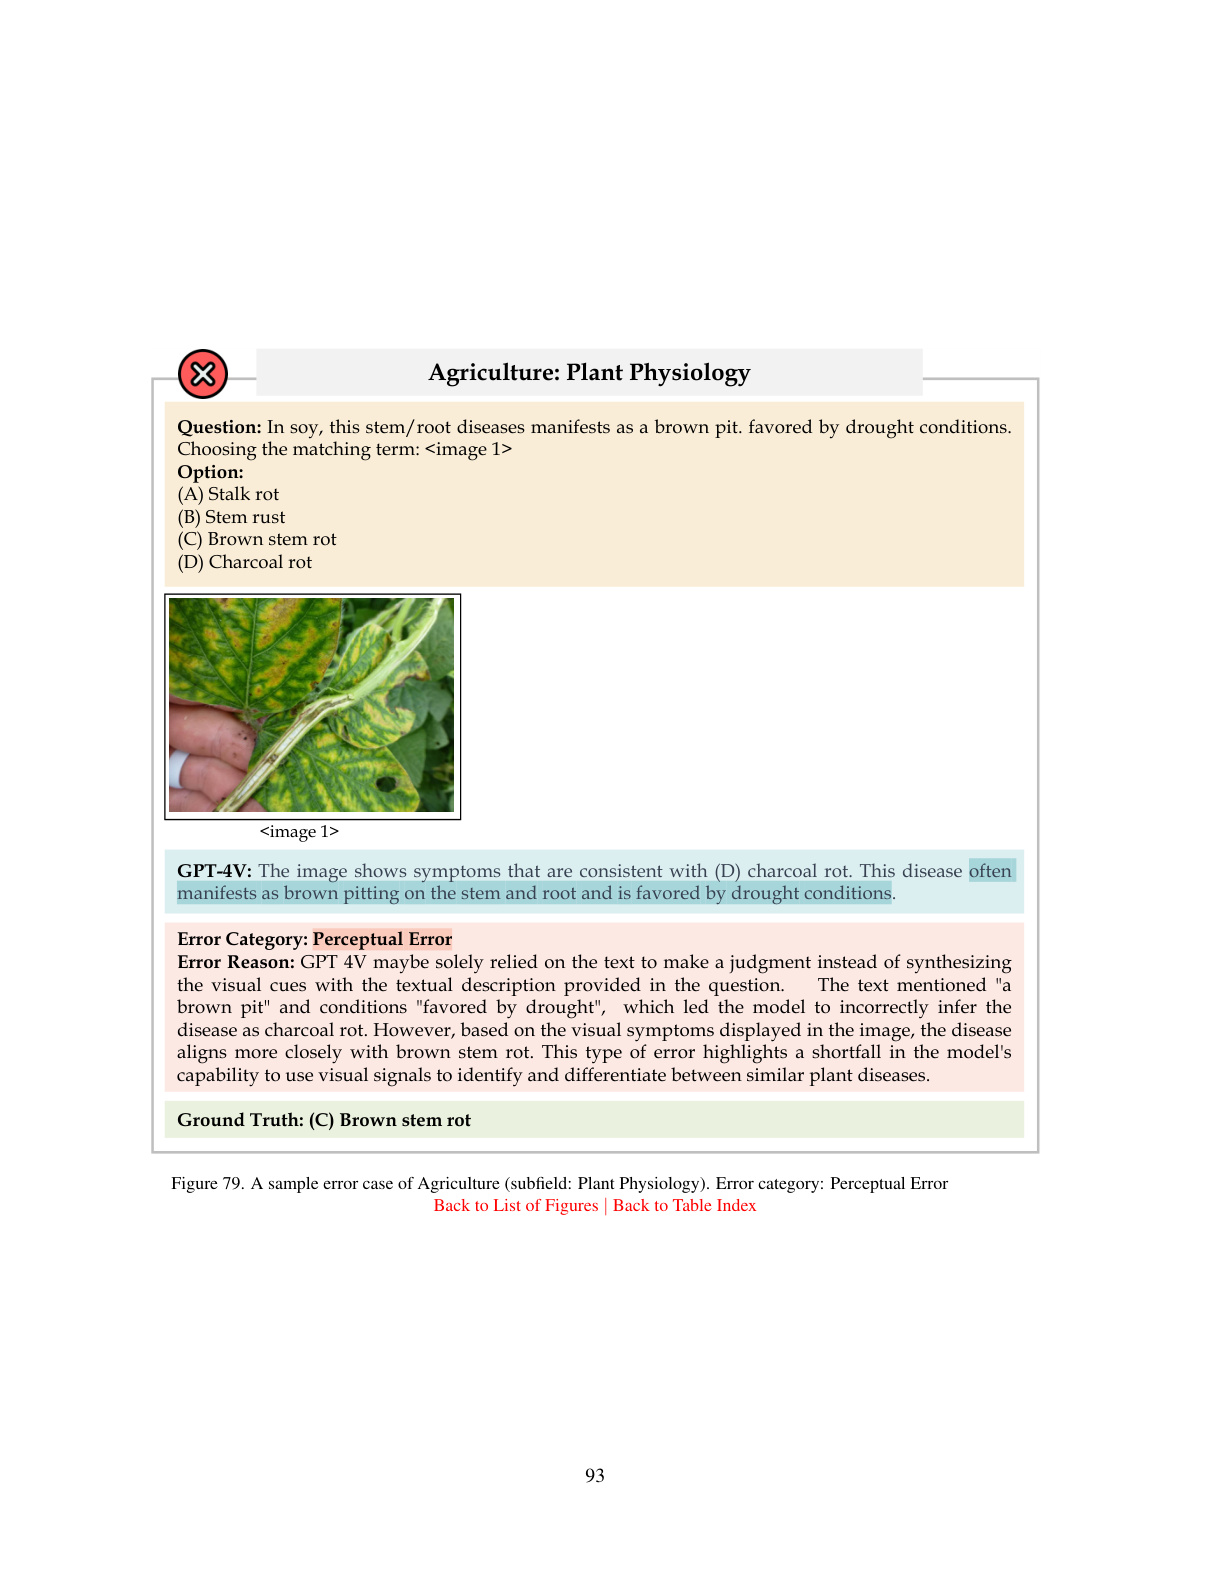 Agriculture: Plant Physiology
Question: In soy, this stem/root diseases manifests as a brown pit. favored by drought conditions.
Choosing the matching term: <image 1>
Option:
(A) Stalk rot
(B) Stem rust
(C) Brown stem rot
(D) Charcoal rot
<image 1>
GPT-4V: The image shows symptoms that are consistent with (D) charcoal rot. This disease often
manifests as brown pitting on the stem and root and is favored by drought conditions.
Error Category: Perceptual Error
Error Reason: GPT 4V maybe solely relied on the text to make a judgment instead of synthesizing
the visual cues with the textual description provided in the question. The text mentioned "a
brown pit" and conditions "favored by drought", which led the model to incorrectly infer the
disease as charcoal rot. However, based on the visual symptoms displayed in the image, the disease
aligns more closely with brown stem rot. This type of error highlights a shortfall in the model's
capability to use visual signals to identify and differentiate between similar plant diseases.
Ground Truth: (C) Brown stem rot
Figure 79. A sample error case of Agriculture (subfield: Plant Physiology). Error category: Perceptual Error
Back to List of Figures | Back to Table Index
93